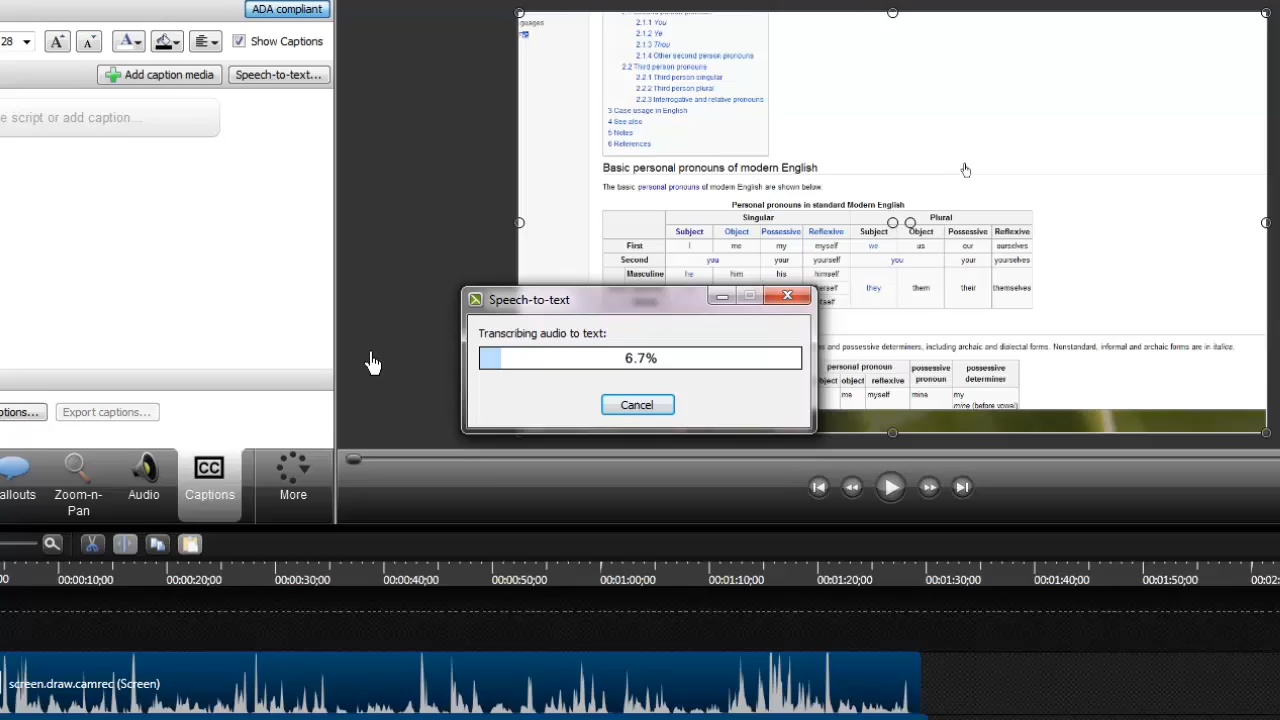 ADA compliant
28
Show Captions
Add caption media
Speech-to-text...
e script or add caption...
ptions...
Export captions...
allouts
Zoom-n-
Pan
Audio
Captions
CC
More
guages
2.1.1 You
2.1.2 Ye
2.1.3 Thou
2.1.4 Other second person pronouns
2.2 Third person pronouns
2.2.1 Third person singular
2.2.2 Third person plural
2.2.3 Interrogative and relative pronouns
3 Case usage in English
4 See also
5 Notes
6 References
Basic personal pronouns of modern English
The basic personal pronouns of modern English are shown below.
Personal pronouns in standard Modern English
Singular Plural
Subject Object Possessive Reflexive Subject Object Possessive Reflexive
First I me my myself we us our ourselves
Second you your yourself you your yourselves
Masculine he him his himself they them their themselves
erself
itself
s and possessive determiners, including archaic and dialectal forms. Nonstandard, informal and archaic forms are in italics.
personal pronoun possessive pronoun possessive determiner
object object reflexive
me myself mine my
mine (before vowel)
Speech-to-text
Transcribing audio to text:
6.7%
Cancel
00:00:10;00 00:00:20;00 00:00:30;00 00:00:40;00 00:00:50;00 00:01:00;00 00:01:10;00 00:01:20;00 00:01:30;00 00:01:40;00 00:01:50;00 00:02:
screen.draw.camrec (Screen)